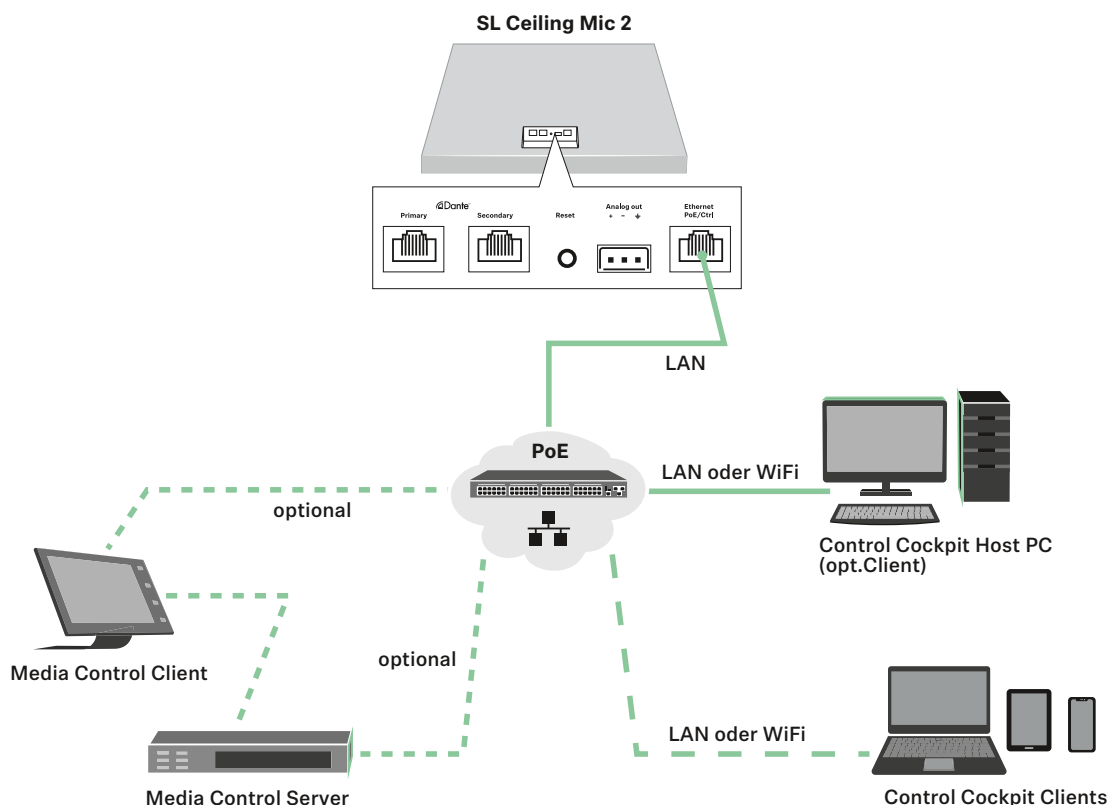 SL Ceiling Mic 2
Dante
Primary
Secondary
Reset
Analog out
+ - ⏚
Ethernet
PoE/Ctrl
LAN
PoE
LAN oder WiFi
optional
Control Cockpit Host PC
(opt.Client)
Media Control Client
optional
LAN oder WiFi
Media Control Server
Control Cockpit Clients